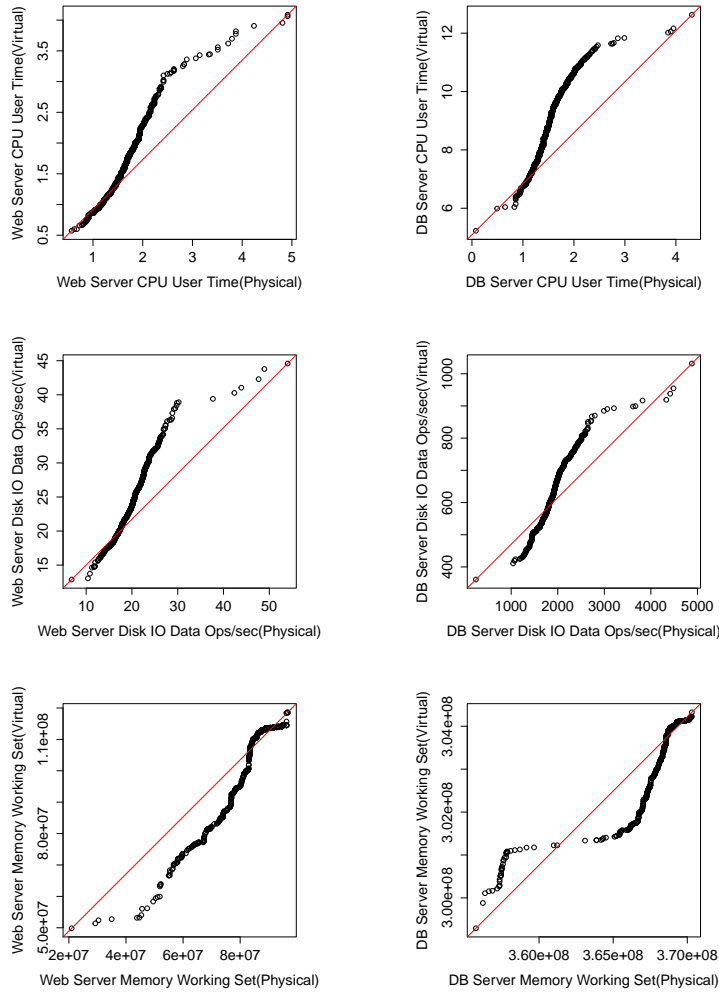 Web Server CPU User Time(Virtual)
0.5 1.5 2.5 3.5
1 2 3 4 5
Web Server CPU User Time(Physical)
DB Server CPU User Time(Virtual)
6 8 10 12
0 1 2 3 4
DB Server CPU User Time(Physical)
Web Server Disk IO Data Ops/sec(Virtual)
15 20 25 30 35 40 45
10 20 30 40 50
Web Server Disk IO Data Ops/sec(Physical)
DB Server Disk IO Data Ops/sec(Virtual)
400 600 800 1000
1000 2000 3000 4000 5000
DB Server Disk IO Data Ops/sec(Physical)
Web Server Memory Working Set(Virtual)
5.0e+07 8.0e+07 1.1e+08
2e+07 4e+07 6e+07 8e+07
Web Server Memory Working Set(Physical)
DB Server Memory Working Set(Virtual)
3.00e+08 3.02e+08 3.04e+08
3.60e+08 3.65e+08 3.70e+08
DB Server Memory Working Set(Physical)